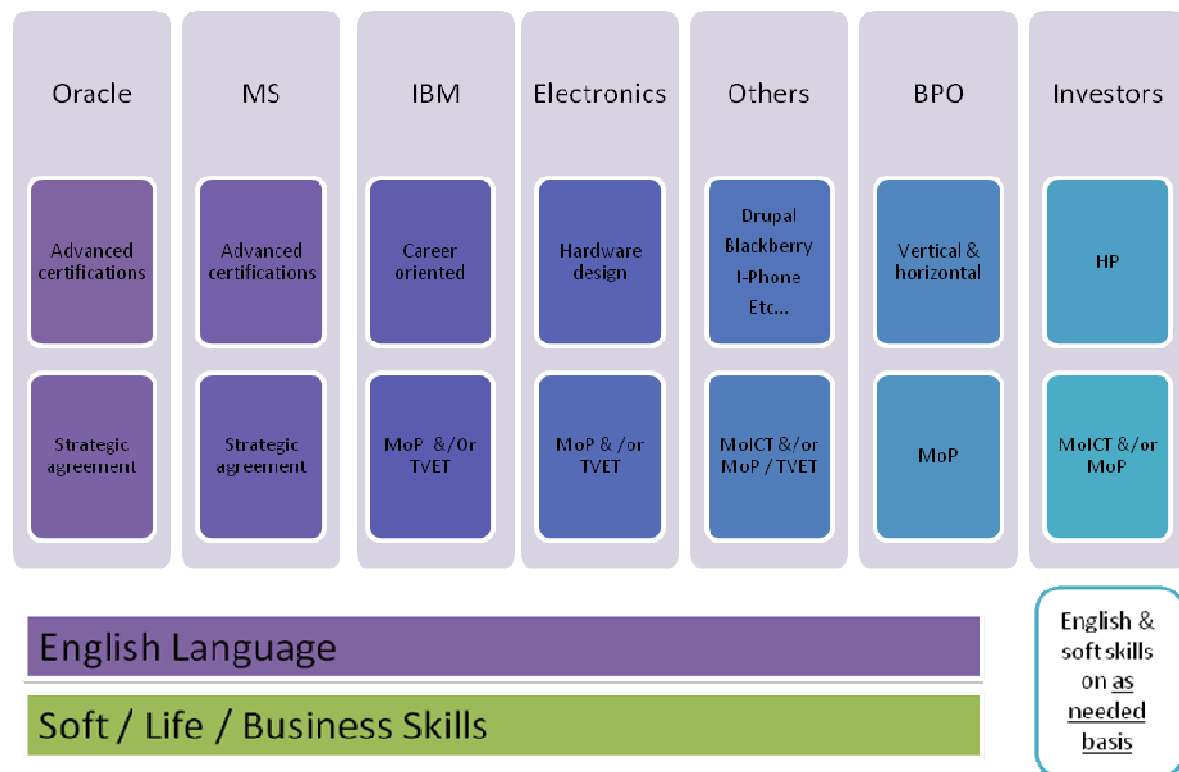 Oracle
MS
IBM
Electronics
Others
BPO
Investors
Advanced
certifications
Advanced
certifications
Career
oriented
Hardware
design
Drupal
Blackberry
I-Phone
Etc...
Vertical &
horizontal
HP
Strategic
agreement
Strategic
agreement
MoP &/Or
TVET
MoP & /or
TVET
MoICT &/or
MoP / TVET
MoP
MoICT &/or
MoP
English Language
Soft / Life / Business Skills
English &
soft skills
on as
needed
basis